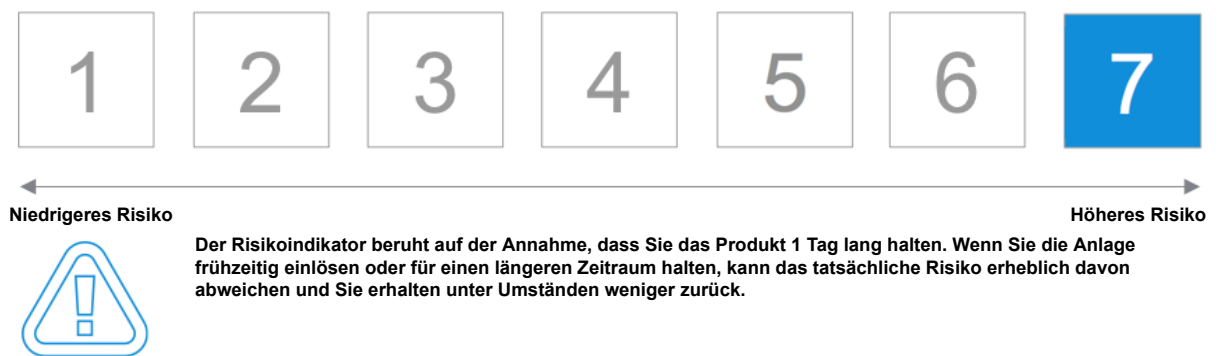 1 2 3 4 5 6 7
Niedrigeres Risiko Höheres Risiko
Der Risikoindikator beruht auf der Annahme, dass Sie das Produkt 1 Tag lang halten. Wenn Sie die Anlage
frühzeitig einlösen oder für einen längeren Zeitraum halten, kann das tatsächliche Risiko erheblich davon
abweichen und Sie erhalten unter Umständen weniger zurück.